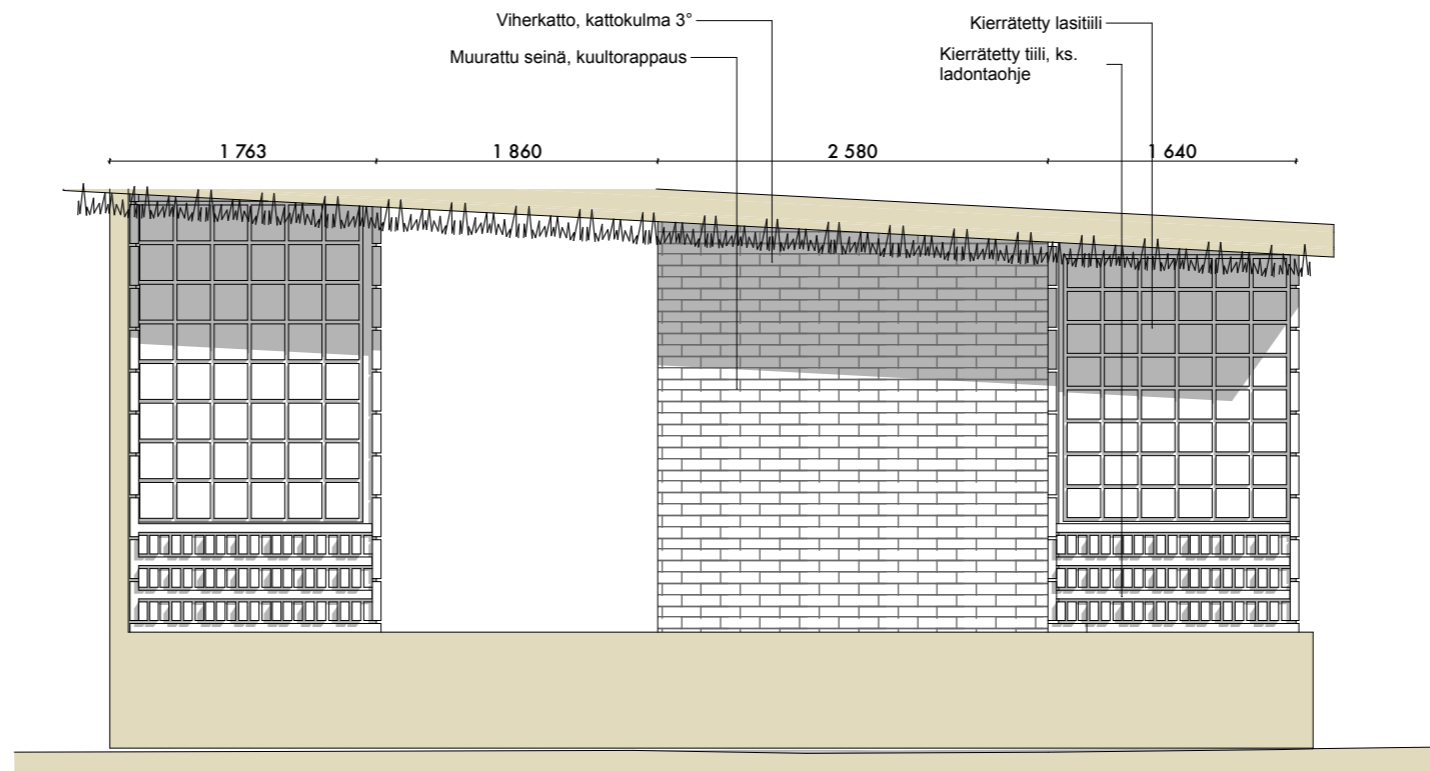 Viherkatto, kattokulma 3°
Kierrätetty lasitiili
Muurattu seinä, kuultorappaus
Kierrätetty tiili, ks.
ladontaohje
1 763
1 860
2 580
1 640